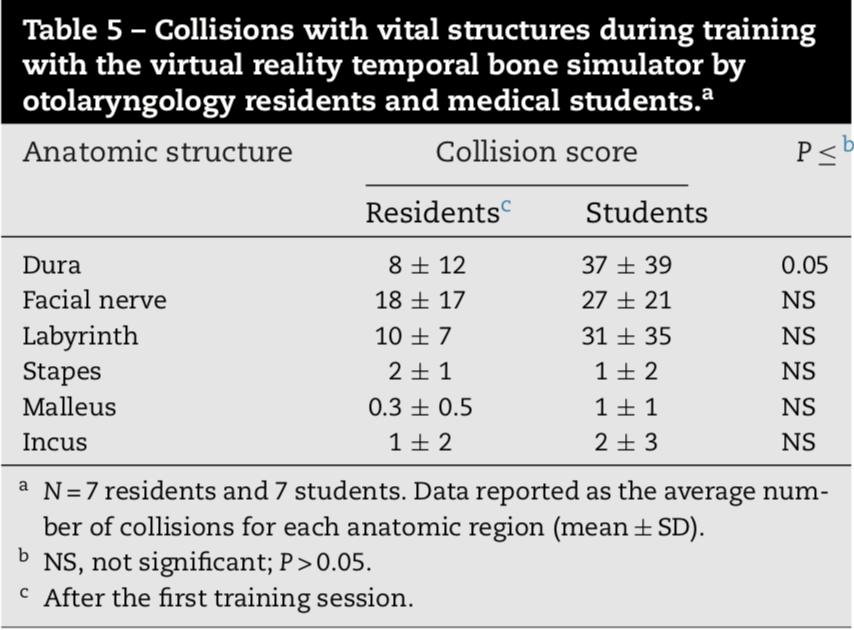 Table 5 – Collisions with vital structures during training
with the virtual reality temporal bone simulator by
otolaryngology residents and medical students.a
Anatomic structure Collision score P ≤ b
Residentsc Students
Dura 8 ± 12 37 ± 39 0.05
Facial nerve 18 ± 17 27 ± 21 NS
Labyrinth 10 ± 7 31 ± 35 NS
Stapes 2 ± 1 1 ± 2 NS
Malleus 0.3 ± 0.5 1 ± 1 NS
Incus 1 ± 2 2 ± 3 NS
a N = 7 residents and 7 students. Data reported as the average num-
ber of collisions for each anatomic region (mean ± SD).
b NS, not significant; P > 0.05.
c After the first training session.